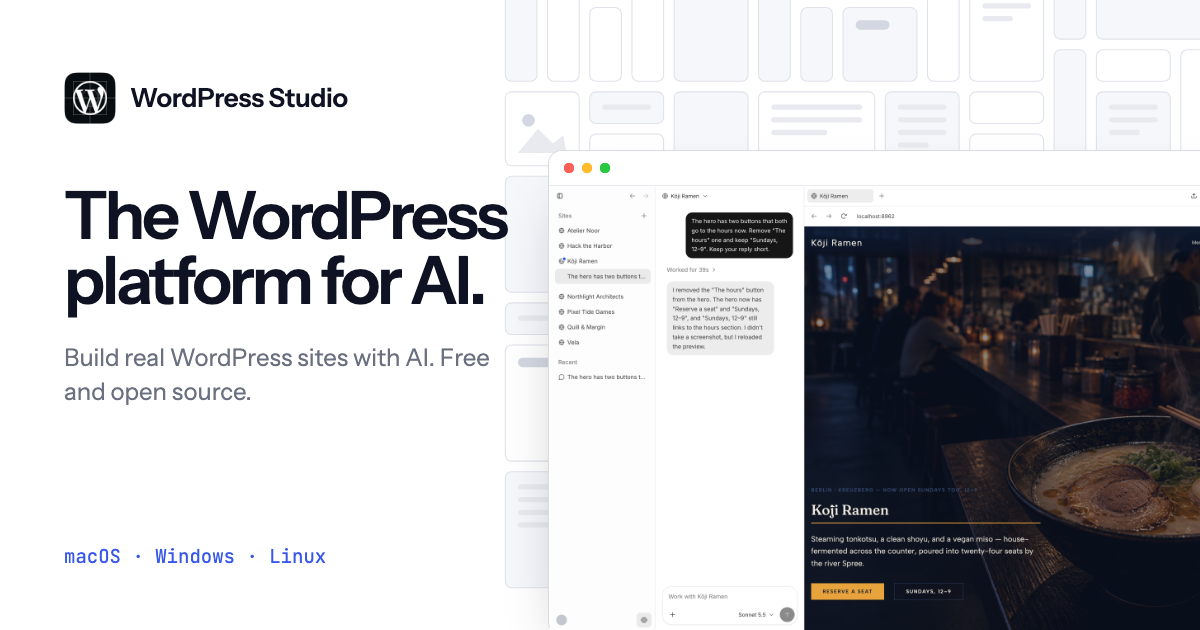 WordPress Studio
The WordPress
platform for AI.
Build real WordPress sites with AI. Free
and open source.
macOS · Windows · Linux
Sites
Atelier Noor
Hack the Harbor
Kōji Ramen
The hero has two buttons t...
Northlight Architects
Pixel Tide Games
Quill & Margin
Vela
Recent
The hero has two buttons t...
Kōji Ramen
The hero has two buttons that both
go to the hours now. Remove "The
hours" one and keep "Sundays,
12–9". Keep your reply short.
Worked for 39s
I removed the "The hours" button
from the hero. The hero now has
"Reserve a seat" and "Sundays,
12–9", and "Sundays, 12–9" still
links to the hours section. I didn't
take a screenshot, but I reloaded
the preview.
Work with Kōji Ramen
Sonnet 5.5
Kōji Ramen
localhost:8902
Kōji Ramen
BERLIN · KREUZBERG — NOW OPEN SUNDAYS TOO, 12–9
Kōji Ramen
Steaming tonkotsu, a clean shoyu, and a vegan miso — house-
fermented across the counter, poured into twenty-four seats by
the river Spree.
RESERVE A SEAT
SUNDAYS, 12–9